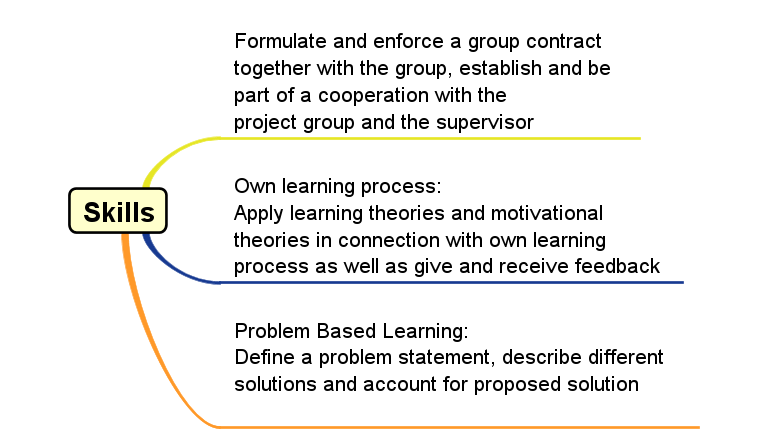 Formulate and enforce a group contract
together with the group, establish and be
part of a cooperation with the
project group and the supervisor
Skills
Own learning process:
Apply learning theories and motivational
theories in connection with own learning
process as well as give and receive feedback
Problem Based Learning:
Define a problem statement, describe different
solutions and account for proposed solution